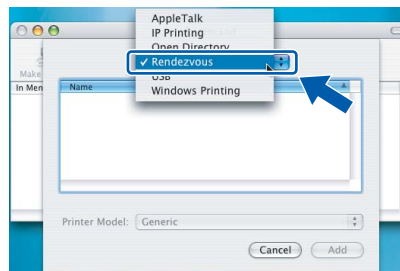 AppleTalk
IP Printing
Open Directory
✓ Rendezvous
USB
Windows Printing
Make
In Men
Name
Printer Model: Generic
Cancel Add